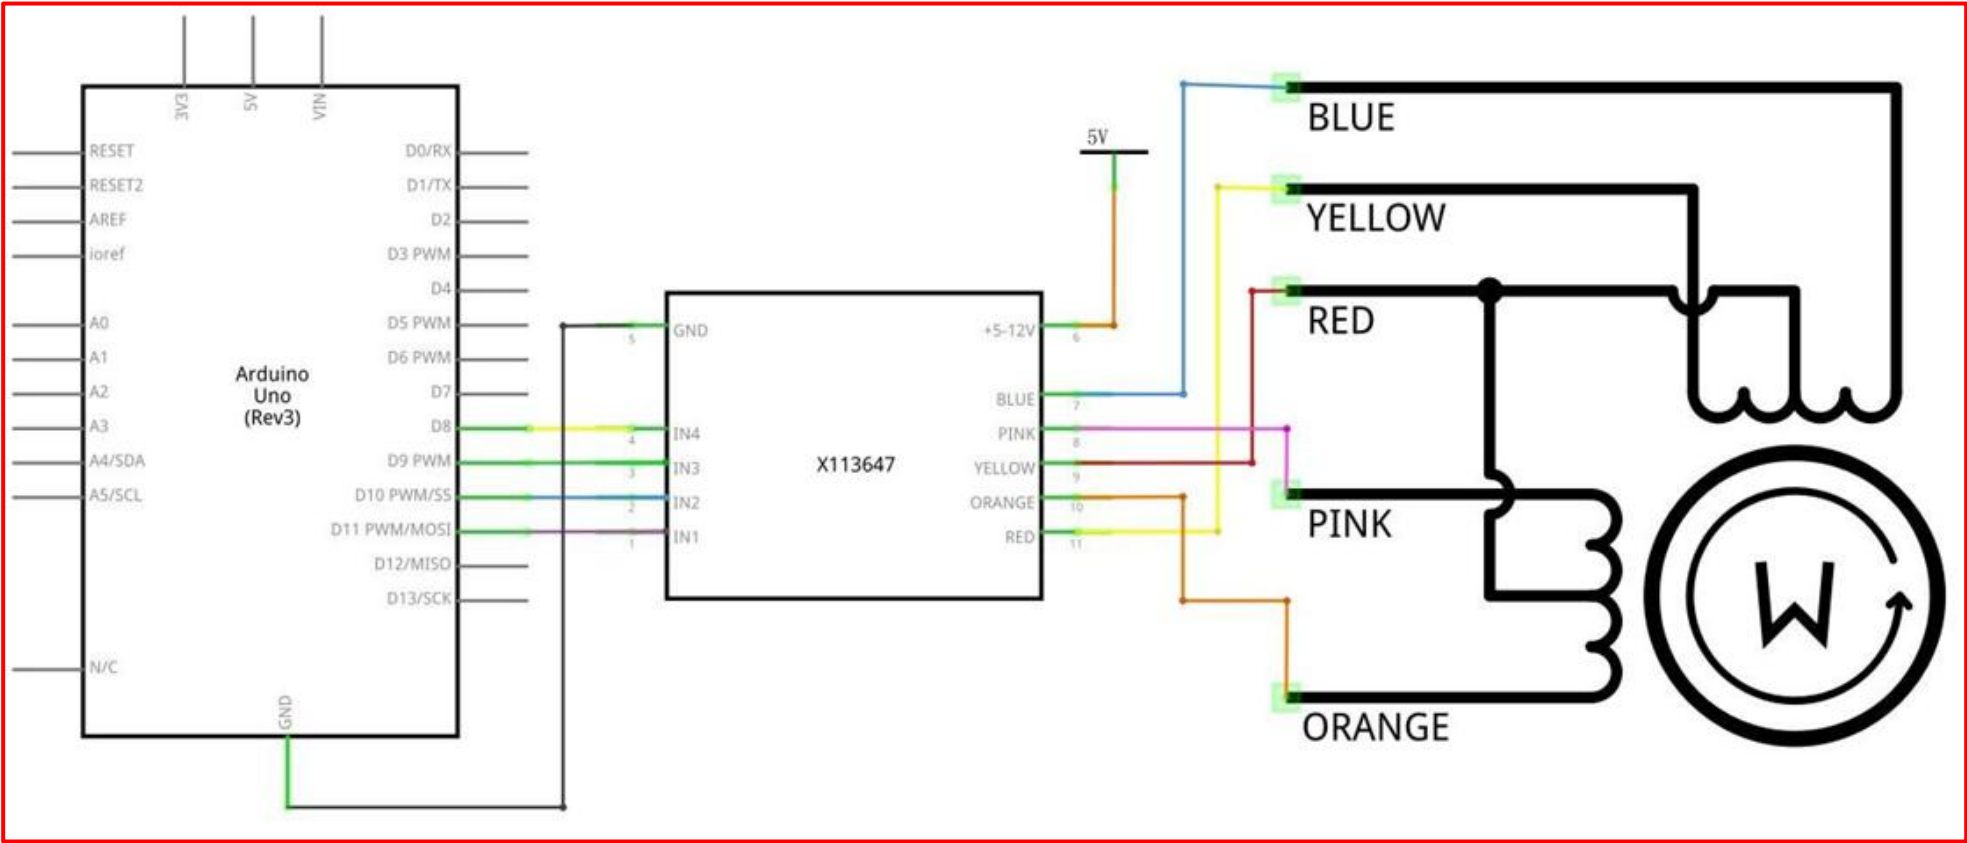 3V3
5V
VIN
RESET
RESET2
AREF
ioref
A0
A1
A2
A3
A4/SDA
A5/SCL
N/C
Arduino
Uno
(Rev3)
D0/RX
D1/TX
D2
D3 PWM
D4
D5 PWM
D6 PWM
D7
D8
D9 PWM
D10 PWM/SS
D11 PWM/MOSI
D12/MISO
D13/SCK
GND
5
4
3
2
1
GND
IN4
IN3
IN2
IN1
X113647
+5-12V
BLUE
PINK
YELLOW
ORANGE
RED
6
7
8
9
10
11
5V
BLUE
YELLOW
RED
PINK
ORANGE
M